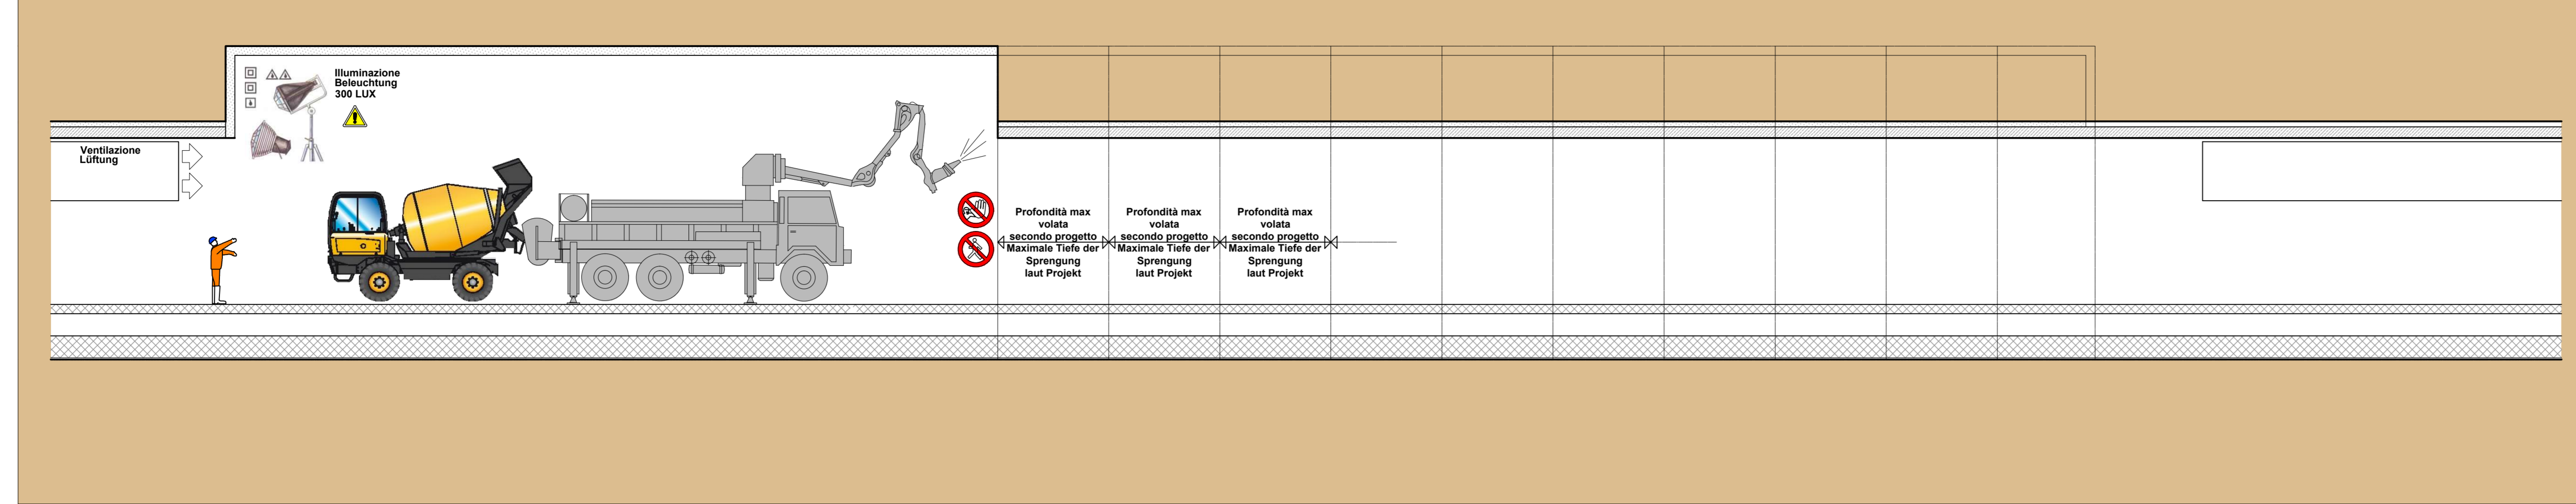 Illuminazione
Beleuchtung
300 LUX
Ventilazione
Lüftung
Profondità max
volata
secondo progetto
Maximale Tiefe der
Sprengung
laut Projekt
Profondità max
volata
secondo progetto
Maximale Tiefe der
Sprengung
laut Projekt
Profondità max
volata
secondo progetto
Maximale Tiefe der
Sprengung
laut Projekt